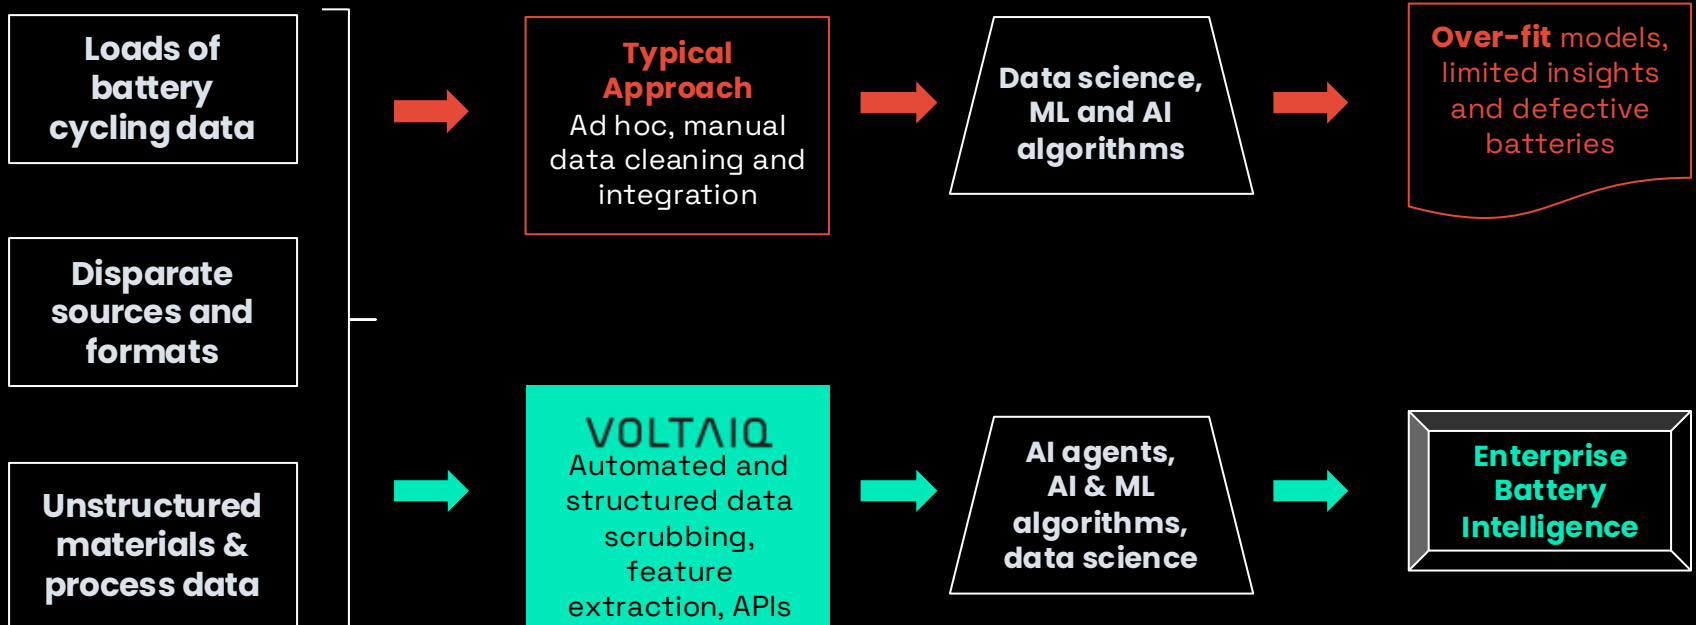 Loads of
battery
cycling data
Disparate
sources and
formats
Unstructured
materials &
process data
Typical
Approach
Ad hoc, manual
data cleaning and
integration
Data science,
ML and AI
algorithms
Over-fit models,
limited insights
and defective
batteries
VOLTAIQ
Automated and
structured data
scrubbing,
feature
extraction, APIs
AI agents,
AI & ML
algorithms,
data science
Enterprise
Battery
Intelligence